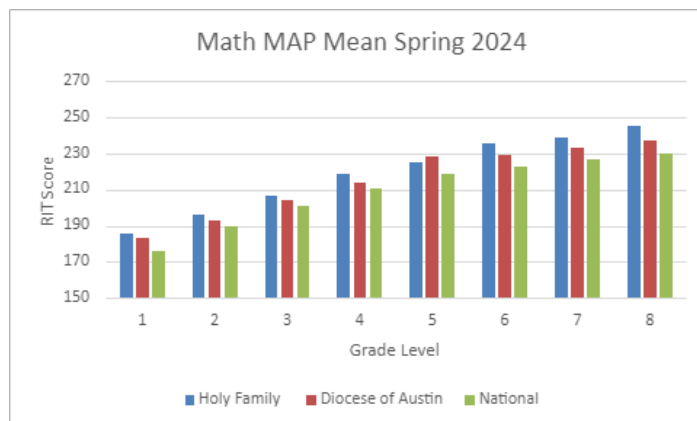 Math MAP Mean Spring 2024
270
250
230
210
190
170
150
RIT Score
1 2 3 4 5 6 7 8
Grade Level
Holy Family Diocese of Austin National